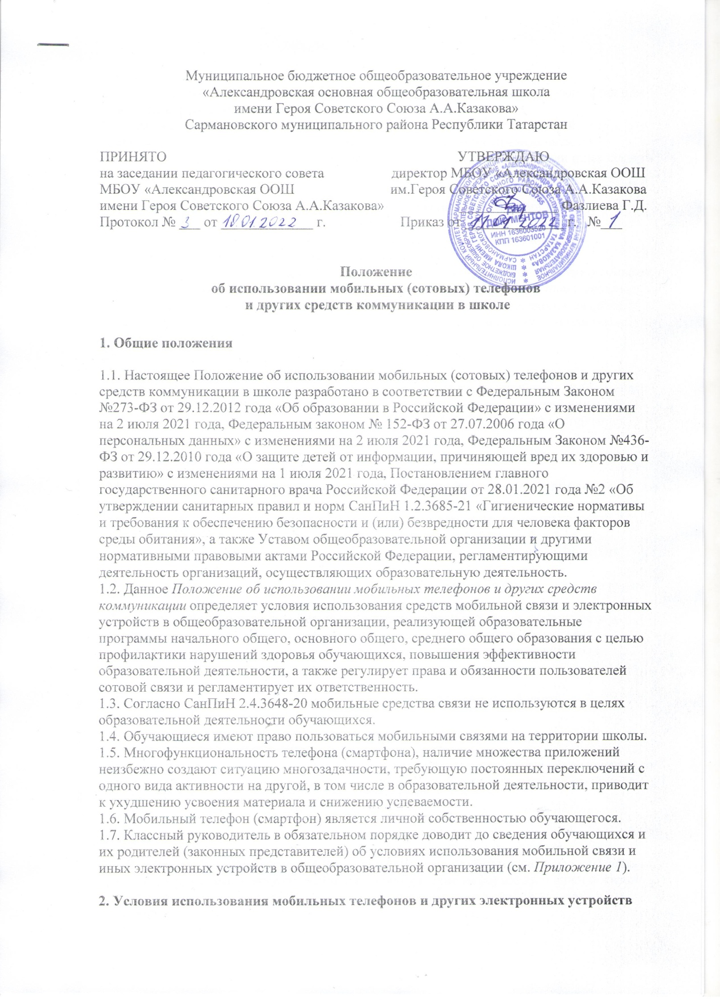 Муниципальное бюджетное общеобразовательное учреждение
«Александровская основная общеобразовательная школа
имени Героя Советского Союза А.А.Казакова»
Сармановского муниципального района Республики Татарстан
ПРИНЯТО УТВЕРЖДАЮ
на заседании педагогического совета директор МБОУ «Александровская ООШ
МБОУ «Александровская ООШ им.Героя Советского Союза А.А.Казакова
имени Героя Советского Союза А.А.Казакова» Фазлиева Г.Д.
Протокол № 3 от 10.01.2022 г. Приказ от 11.01 2022 г. № 1
ДОКУМЕНТОВ
ИНН 1636003520
КПП 163601001
Положение
об использовании мобильных (сотовых) телефонов
и других средств коммуникации в школе
1. Общие положения
1.1. Настоящее Положение об использовании мобильных (сотовых) телефонов и других
средств коммуникации в школе разработано в соответствии с Федеральным Законом
№273-ФЗ от 29.12.2012 года «Об образовании в Российской Федерации» с изменениями
на 2 июля 2021 года, Федеральным законом № 152-ФЗ от 27.07.2006 года «О
персональных данных» с изменениями на 2 июля 2021 года, Федеральным Законом №436-
ФЗ от 29.12.2010 года «О защите детей от информации, причиняющей вред их здоровью и
развитию» с изменениями на 1 июля 2021 года, Постановлением главного
государственного санитарного врача Российской Федерации от 28.01.2021 года №2 «Об
утверждении санитарных правил и норм СанПиН 1.2.3685-21 «Гигиенические нормативы
и требования к обеспечению безопасности и (или) безвредности для человека факторов
среды обитания», а также Уставом общеобразовательной организации и другими
нормативными правовыми актами Российской Федерации, регламентирующими
деятельность организаций, осуществляющих образовательную деятельность.
1.2. Данное Положение об использовании мобильных телефонов и других средств
коммуникации определяет условия использования средств мобильной связи и электронных
устройств в общеобразовательной организации, реализующей образовательные
программы начального общего, основного общего, среднего общего образования с целью
профилактики нарушений здоровья обучающихся, повышения эффективности
образовательной деятельности, а также регулирует права и обязанности пользователей
сотовой связи и регламентирует их ответственность.
1.3. Согласно СанПиН 2.4.3648-20 мобильные средства связи не используются в целях
образовательной деятельности обучающихся.
1.4. Обучающиеся имеют право пользоваться мобильными связями на территории школы.
1.5. Многофункциональность телефона (смартфона), наличие множества приложений
неизбежно создают ситуацию многозадачности, требующую постоянных переключений с
одного вида активности на другой, в том числе в образовательной деятельности, приводит
к ухудшению усвоения материала и снижению успеваемости.
1.6. Мобильный телефон (смартфон) является личной собственностью обучающегося.
1.7. Классный руководитель в обязательном порядке доводит до сведения обучающихся и
их родителей (законных представителей) об условиях использования мобильной связи и
иных электронных устройств в общеобразовательной организации (см. Приложение 1).
2. Условия использования мобильных телефонов и других электронных устройств